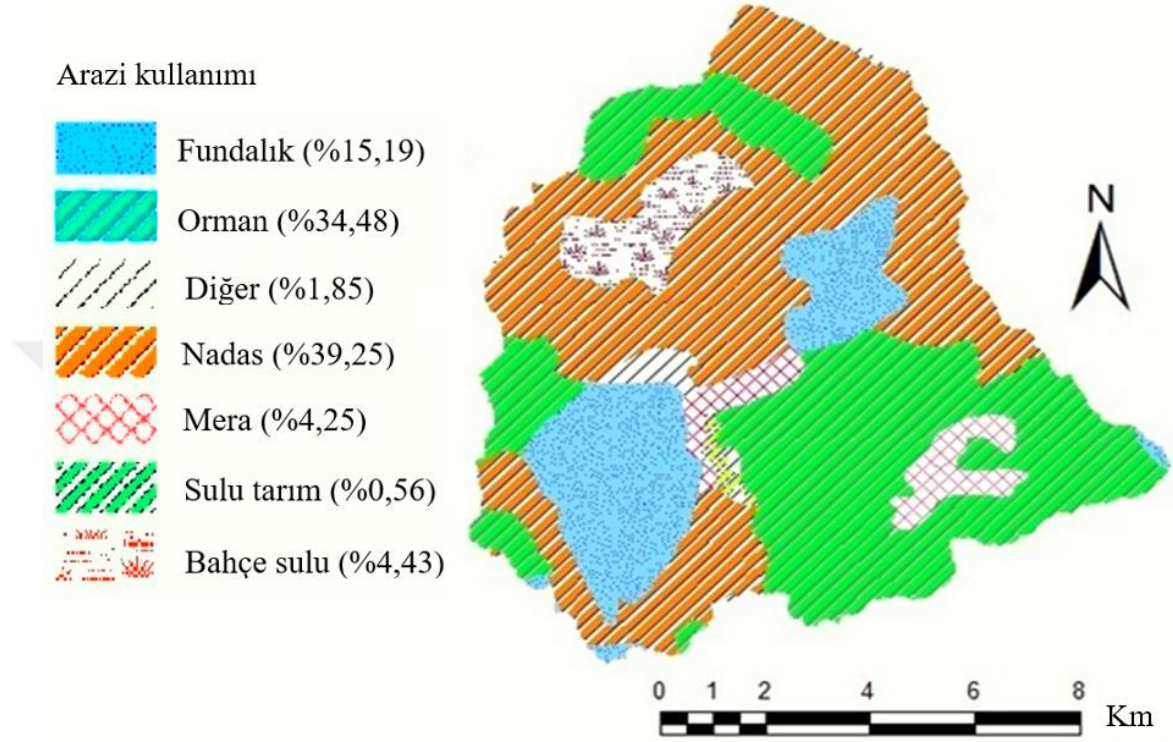 Arazi kullanımı
Fundalık (%15,19)
Orman (%34,48)
Diğer (%1,85)
Nadas (%39,25)
Mera (%4,25)
Sulu tarım (%0,56)
Bahçe sulu (%4,43)
N
0 1 2 4 6 8
Km